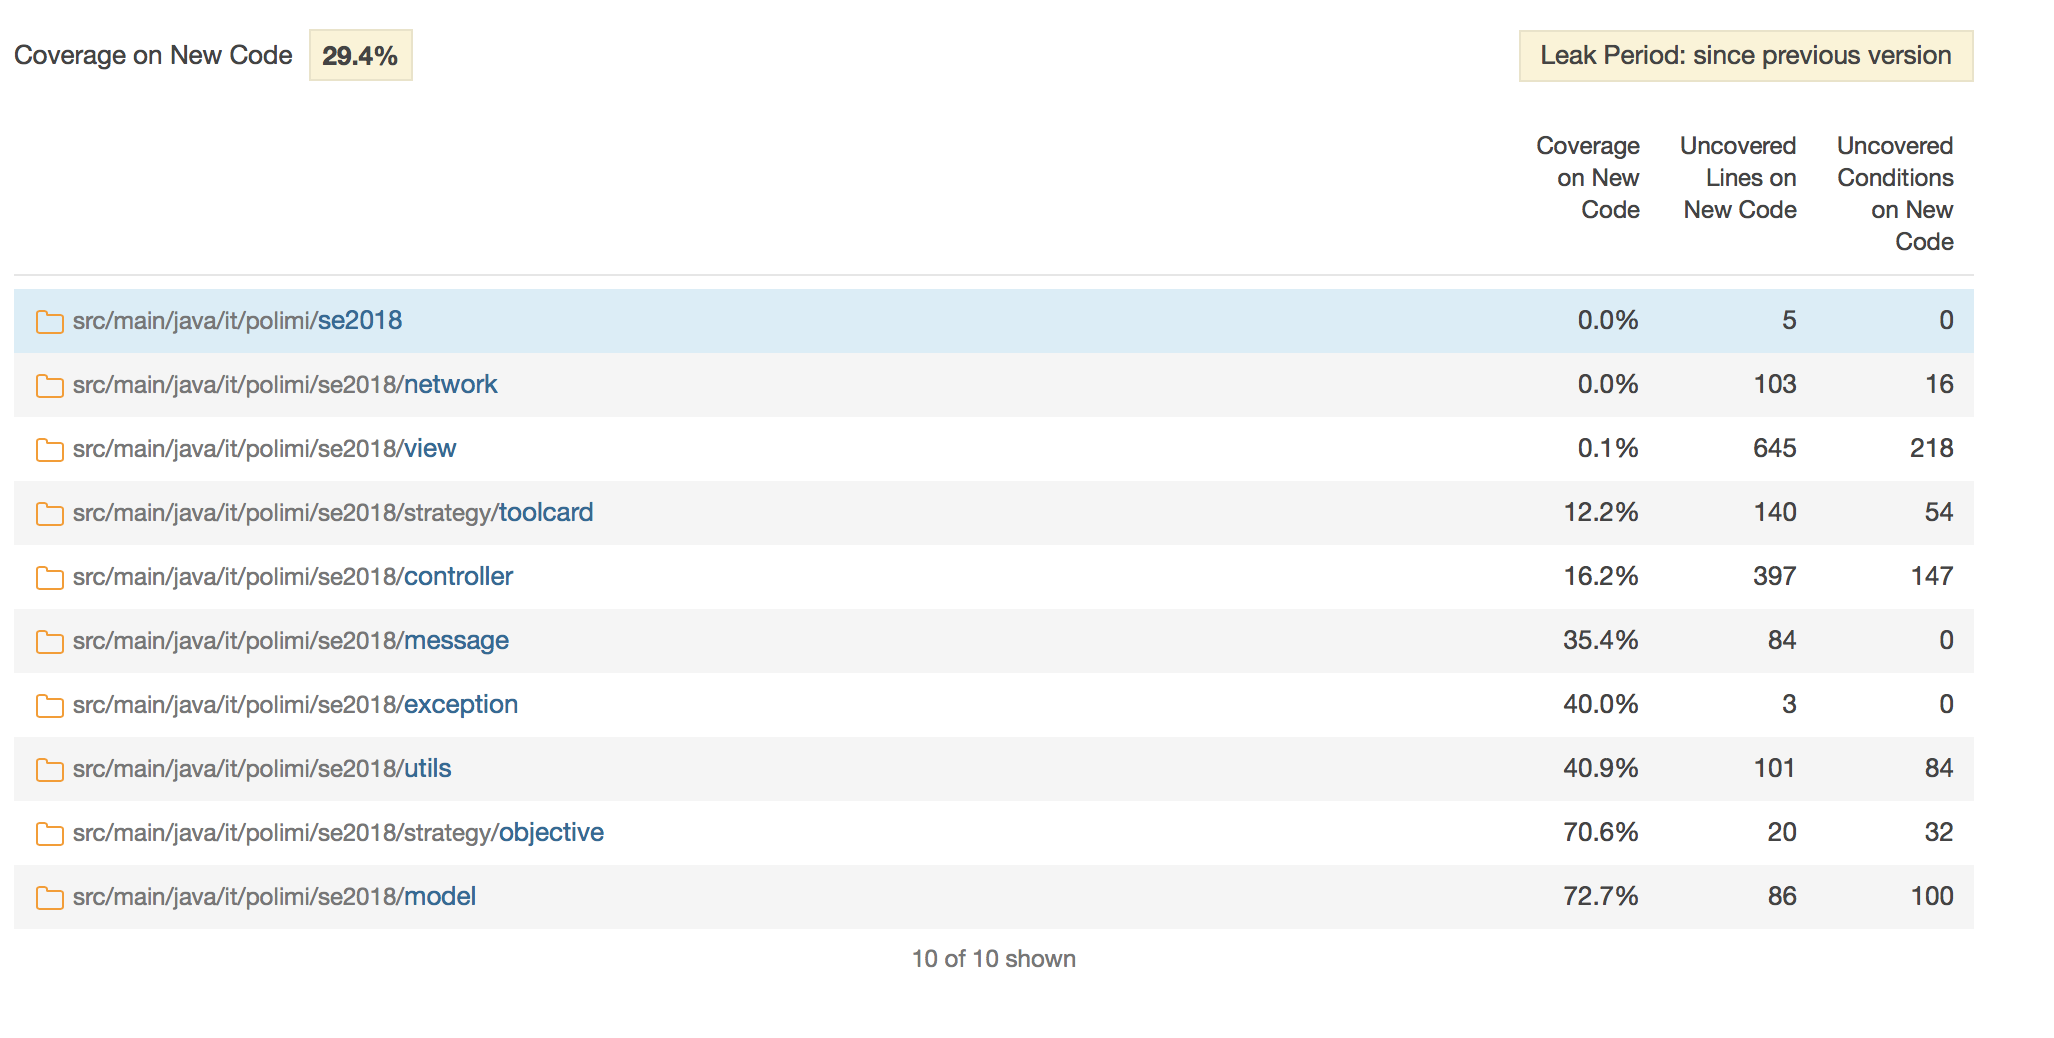 Coverage on New Code 29.4% Leak Period: since previous version
Coverage on New Code Uncovered Lines on New Code Uncovered Conditions on New Code
src/main/java/it/polimi/se2018 0.0% 5 0
src/main/java/it/polimi/se2018/network 0.0% 103 16
src/main/java/it/polimi/se2018/view 0.1% 645 218
src/main/java/it/polimi/se2018/strategy/toolcard 12.2% 140 54
src/main/java/it/polimi/se2018/controller 16.2% 397 147
src/main/java/it/polimi/se2018/message 35.4% 84 0
src/main/java/it/polimi/se2018/exception 40.0% 3 0
src/main/java/it/polimi/se2018/utils 40.9% 101 84
src/main/java/it/polimi/se2018/strategy/objective 70.6% 20 32
src/main/java/it/polimi/se2018/model 72.7% 86 100
10 of 10 shown